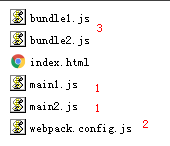 bundle1.js
3
bundle2.js
index.html
main1.js 1
main2.js 1
webpack.config.js 2